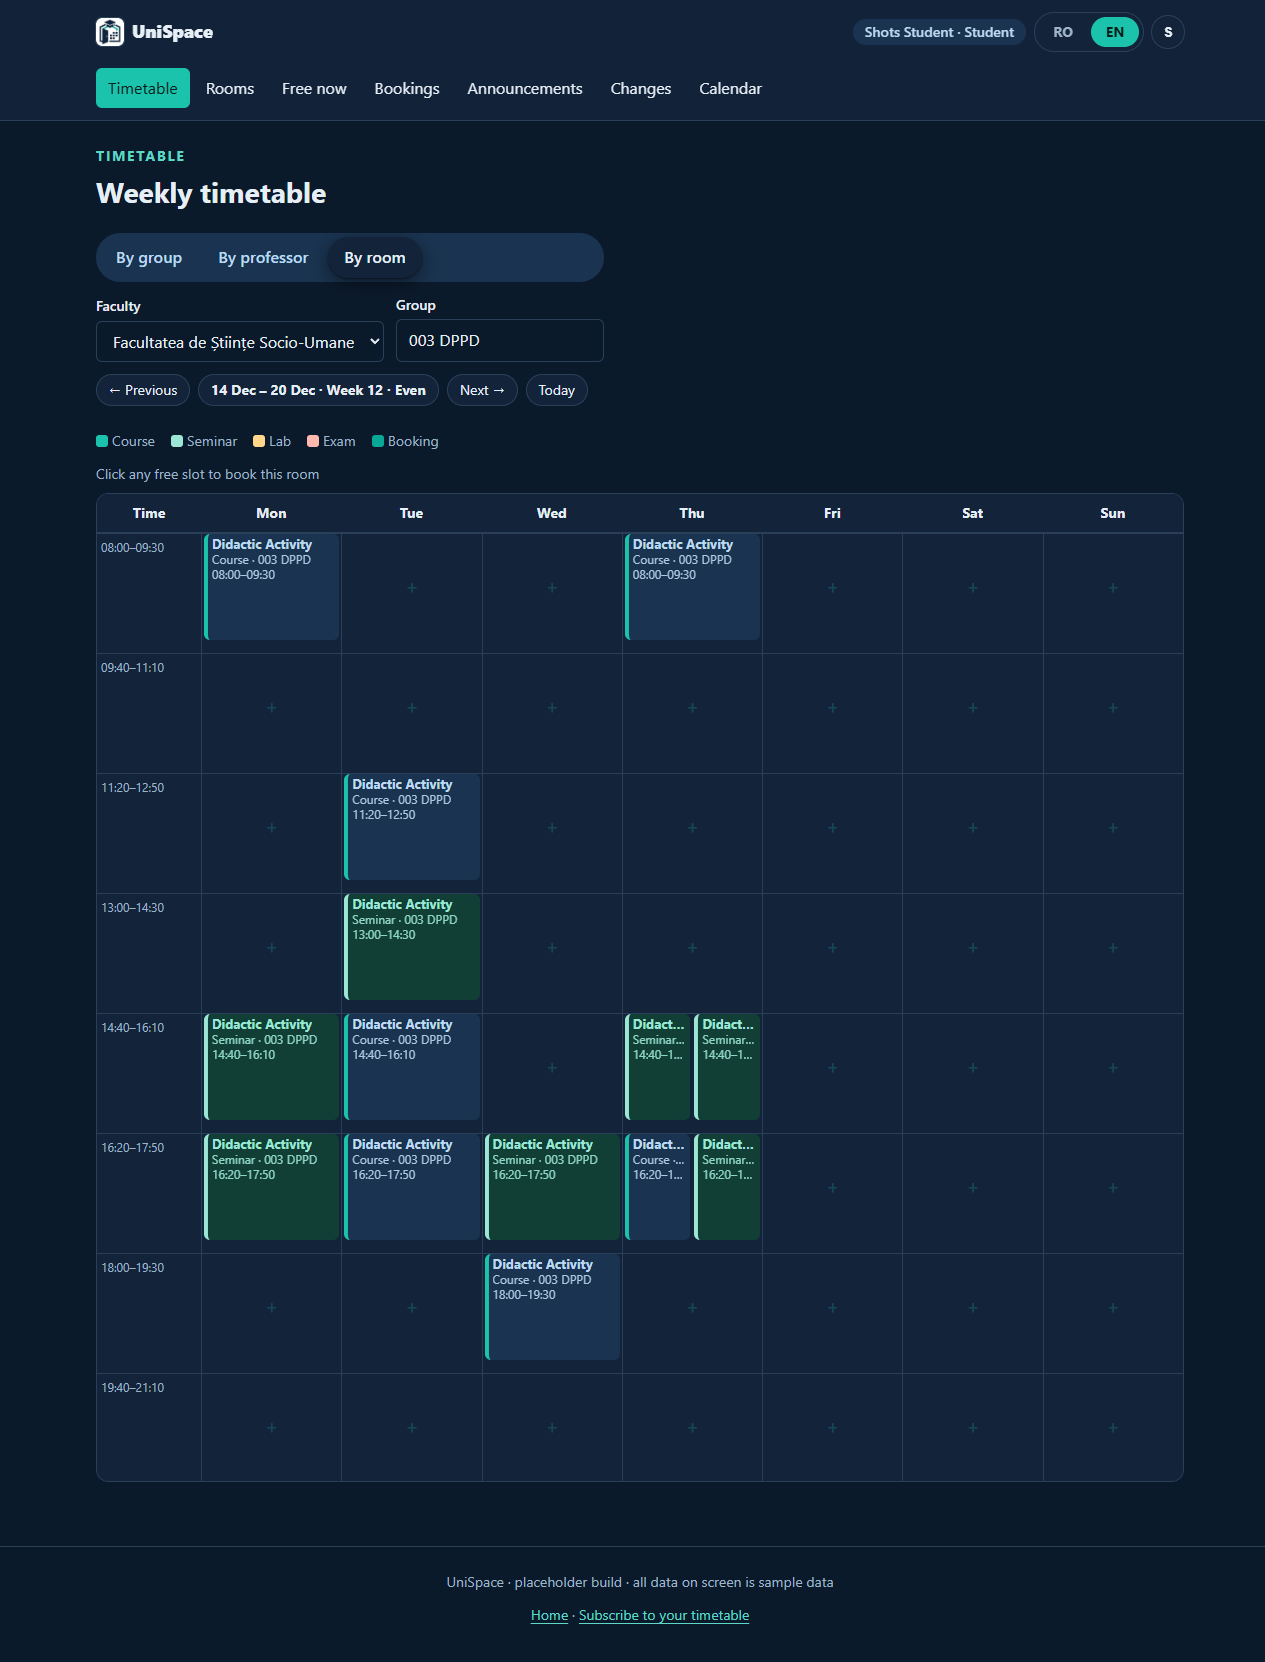 UniSpace
Shots Student · Student
RO
EN
S
Timetable
Rooms
Free now
Bookings
Announcements
Changes
Calendar
TIMETABLE
Weekly timetable
By group
By professor
By room
Faculty
Group
Facultatea de Științe Socio-Umane
003 DPPD
← Previous
14 Dec – 20 Dec · Week 12 · Even
Next →
Today
Course
Seminar
Lab
Exam
Booking
Click any free slot to book this room
Time
Mon
Tue
Wed
Thu
Fri
Sat
Sun
08:00–09:30
Didactic Activity
Course · 003 DPPD
08:00–09:30
+
+
Didactic Activity
Course · 003 DPPD
08:00–09:30
+
+
+
09:40–11:10
+
+
+
+
+
+
+
11:20–12:50
+
Didactic Activity
Course · 003 DPPD
11:20–12:50
+
+
+
+
+
13:00–14:30
+
Didactic Activity
Seminar · 003 DPPD
13:00–14:30
+
+
+
+
+
14:40–16:10
Didactic Activity
Seminar · 003 DPPD
14:40–16:10
Didactic Activity
Course · 003 DPPD
14:40–16:10
+
Didact...
Seminar...
14:40–1...
Didact...
Seminar...
14:40–1...
+
+
+
16:20–17:50
Didactic Activity
Seminar · 003 DPPD
16:20–17:50
Didactic Activity
Course · 003 DPPD
16:20–17:50
Didactic Activity
Seminar · 003 DPPD
16:20–17:50
Didact...
Course ·...
16:20–1...
Didact...
Seminar...
16:20–1...
+
+
+
18:00–19:30
+
+
Didactic Activity
Course · 003 DPPD
18:00–19:30
+
+
+
+
19:40–21:10
+
+
+
+
+
+
+
UniSpace · placeholder build · all data on screen is sample data
Home · Subscribe to your timetable